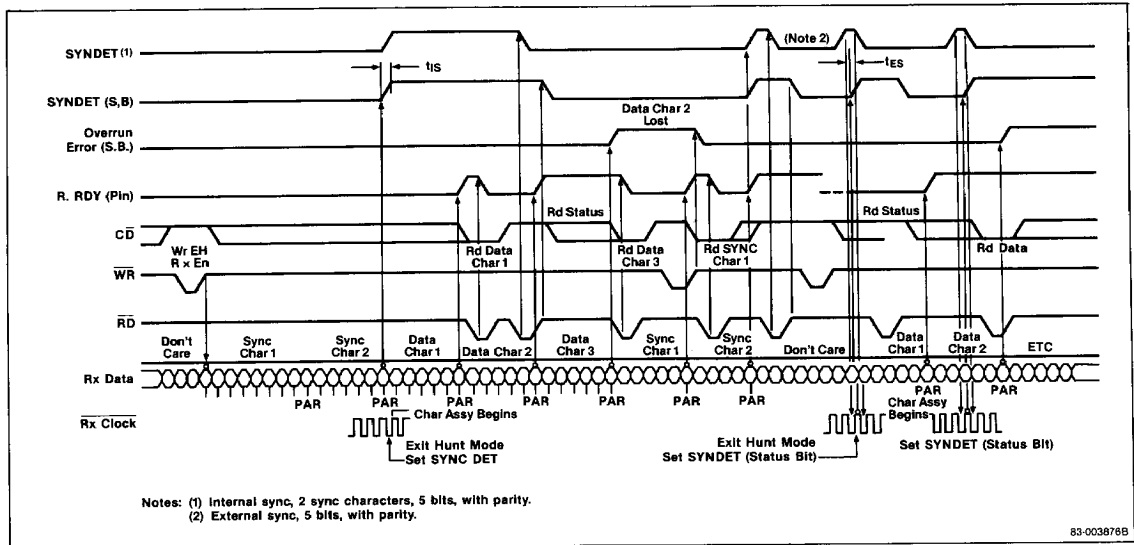 SYNDET (1)
(Note 2)
tIS
tES
SYNDET (S,B)
Data Char 2
Lost
Overrun
Error (S.B.)
R. RDY (Pin)
Rd Status
Rd Status
C̅D̅
Wr EH
R x En
Rd Data
Char 1
Rd Data
Char 3
Rd SYNC
Char 1
Rd Data
W̅R̅
R̅D̅
Don't
Care
Sync
Char 1
Sync
Char 2
Data
Char 1
Data Char 2
Data
Char 3
Sync
Char 1
Sync
Char 2
Don't Care
Data
Char 1
Data
Char 2
ETC
Rx Data
PAR PAR PAR PAR PAR PAR PAR PAR PAR
R̅x̅ C̅l̅o̅c̅k̅
Char Assy Begins
Char Assy
Begins
Exit Hunt Mode
Set SYNC DET
Exit Hunt Mode
Set SYNDET (Status Bit)
Set SYNDET (Status Bit)
Notes: (1) Internal sync, 2 sync characters, 5 bits, with parity.
(2) External sync, 5 bits, with parity.
83-003876B